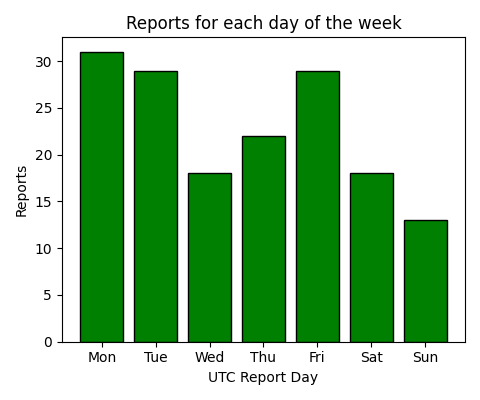 Reports for each day of the week
Reports
30
25
20
15
10
5
0
Mon Tue Wed Thu Fri Sat Sun
UTC Report Day